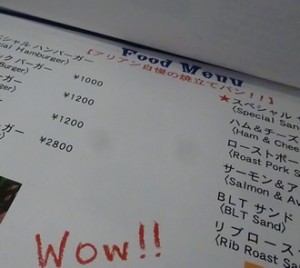 Food Menu
【アリアン自慢の焼立てパン！！】
シャル ハンバーガー
cial Hamburger)
¥1000
クバーガー
Burger)
¥1200
¥1200
ーガー
¥2800
Wow!!
★スペシャル
(Special San
ハム＆チーズ
(Ham & Chee
ローストポー
(Roast Pork S
サーモン＆ア
(Salmon & Av
BLT サンド
(BLT Sand)
リブロース
(Rib Roast Sa